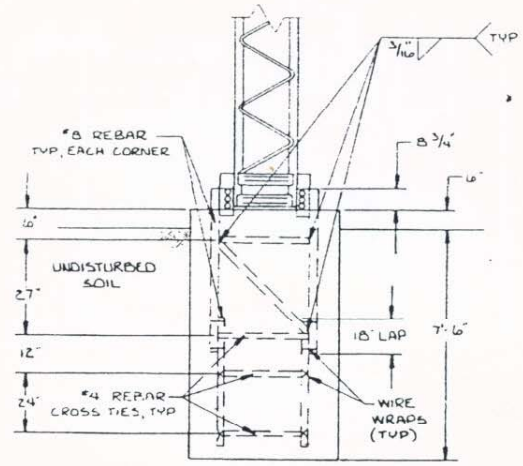 3/16"
TYP
#8 REBAR
TYP, EACH CORNER
8 3/4"
6"
6"
UNDISTURBED
SOIL
27"
18" LAP
7'-6"
12"
#4 REBAR
CROSS TIES, TYP
24"
WIRE
WRAPS
(TYP)